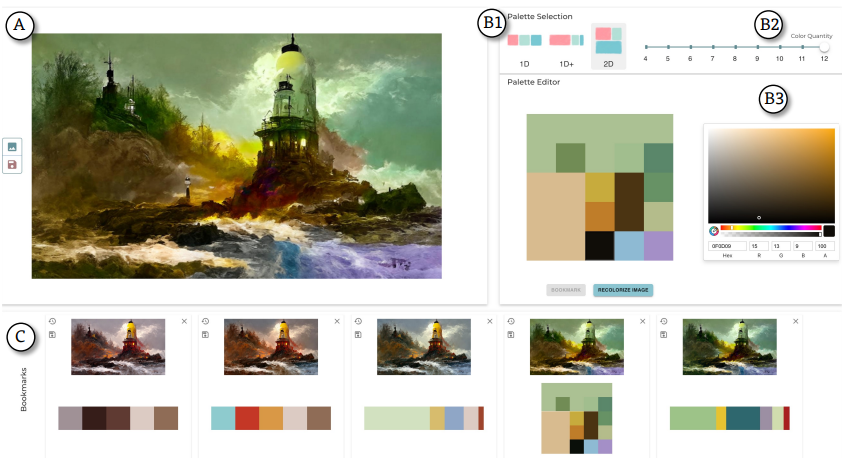 A
B1
Palette Selection
B2
Color Quantity
1D
1D+
2D
4 5 6 7 8 9 10 11 12
Palette Editor
B3
0F0D09 15 13 9 100
Hex R G B A
BOOKMARK
RECOLORIZE IMAGE
C
Bookmarks